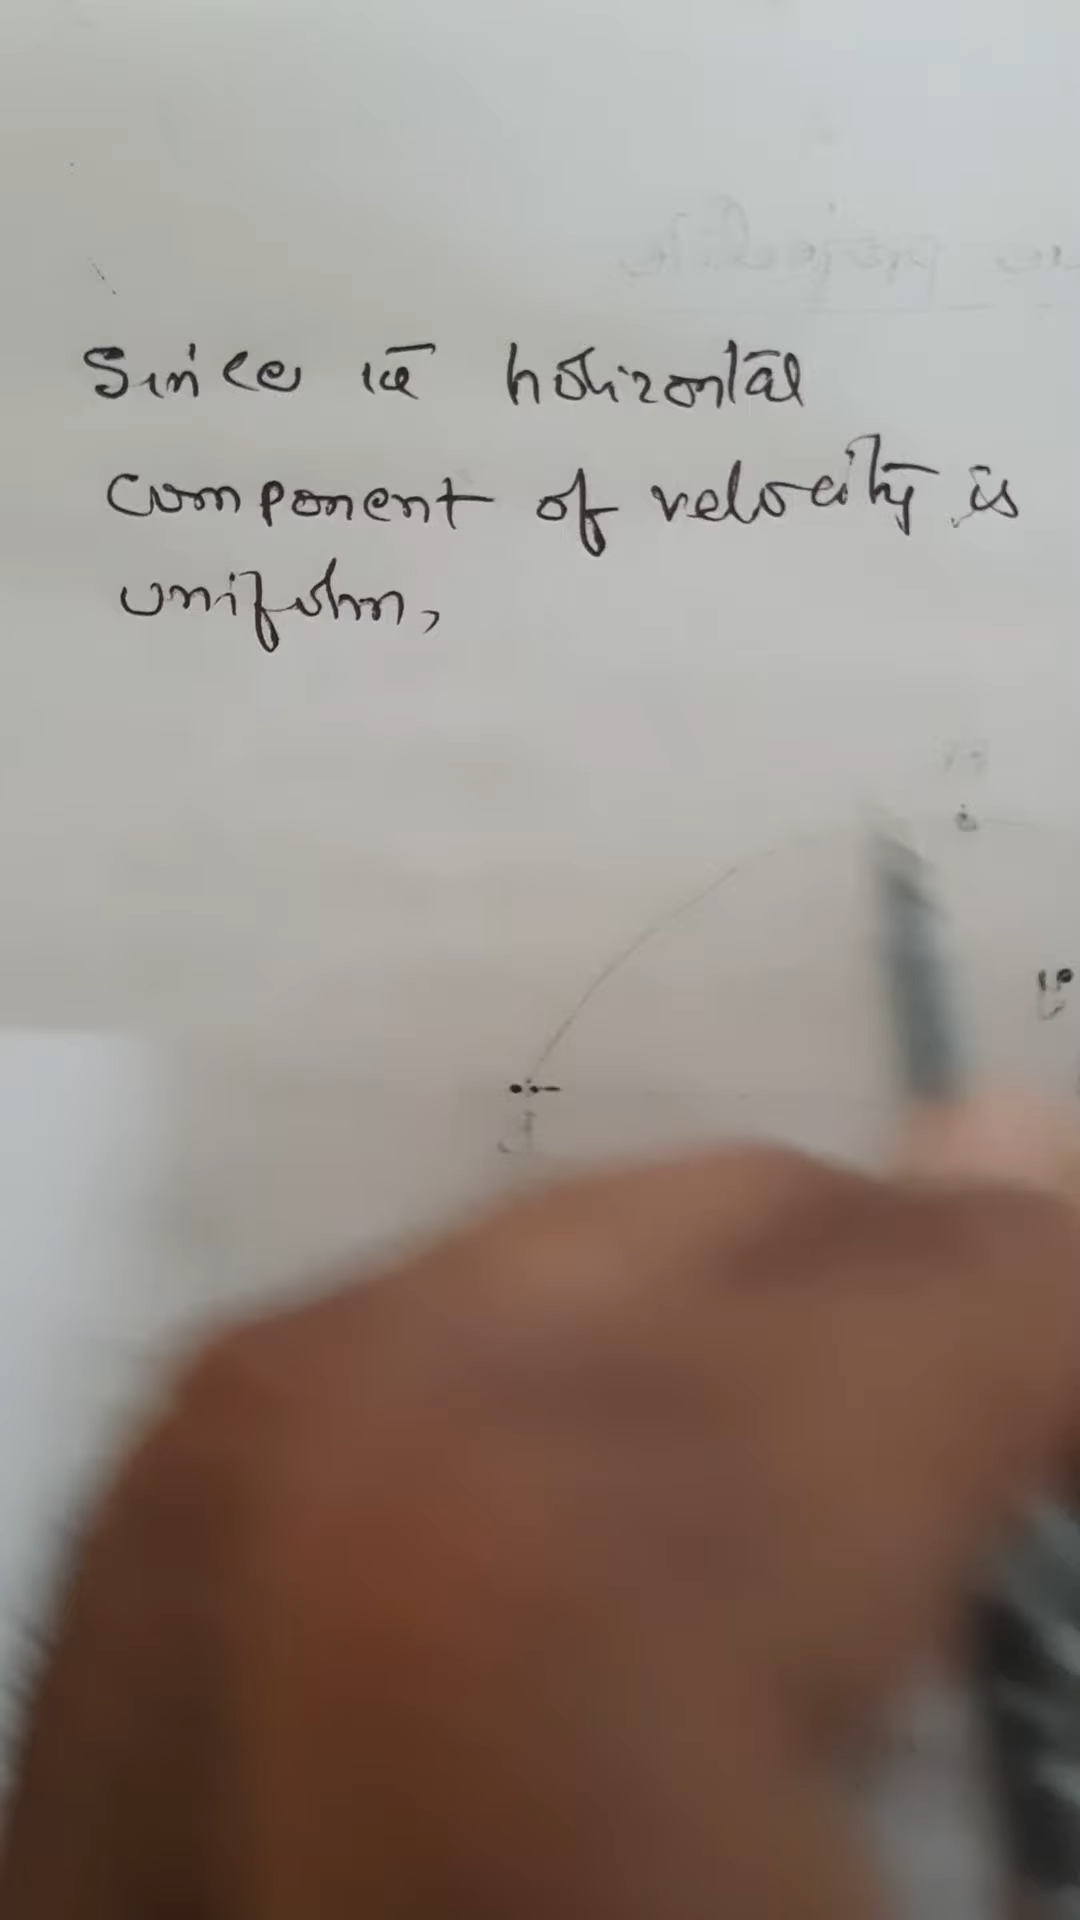 Since the horizontal
component of velocity is
uniform,